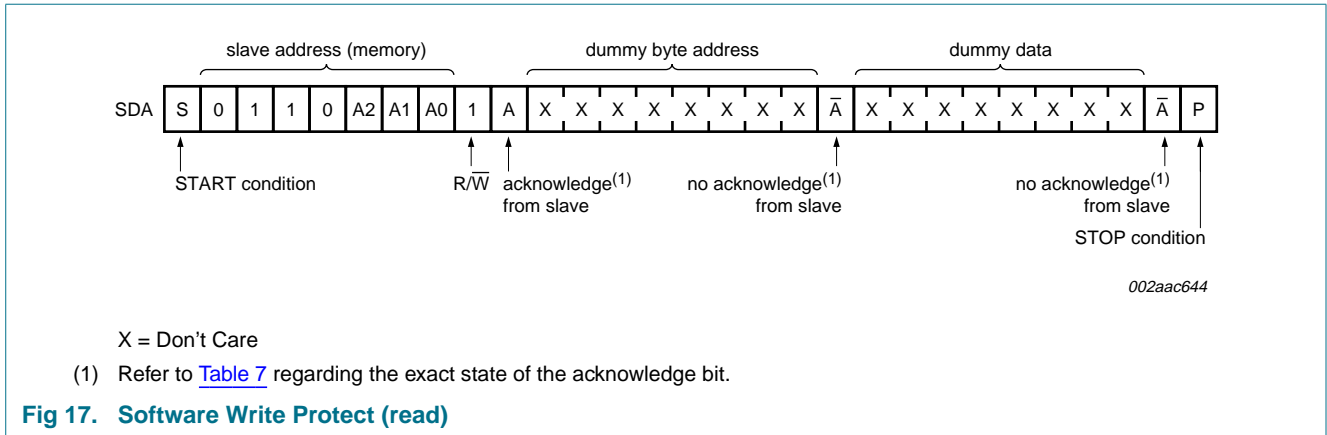 slave address (memory) dummy byte address dummy data
SDA S 0 1 1 0 A2 A1 A0 1 A X X X X X X X X A̅ X X X X X X X X A̅ P
START condition R/W̅ acknowledge(1) no acknowledge(1) no acknowledge(1)
from slave from slave from slave
STOP condition
002aac644
X = Don't Care
(1) Refer to Table 7 regarding the exact state of the acknowledge bit.
Fig 17. Software Write Protect (read)